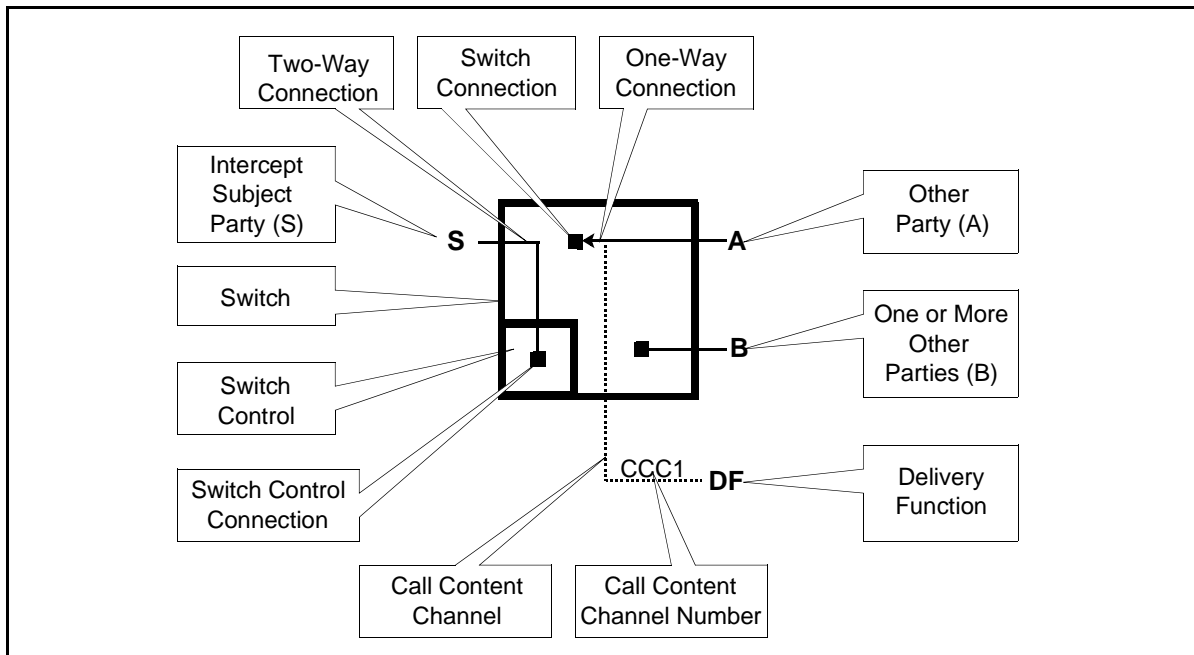 Two-Way
Connection
Switch
Connection
One-Way
Connection
Intercept
Subject
Party (S)
S
A
Other
Party (A)
Switch
B
One or More
Other
Parties (B)
Switch
Control
CCC1
DF
Switch Control
Connection
Delivery
Function
Call Content
Channel
Call Content
Channel Number